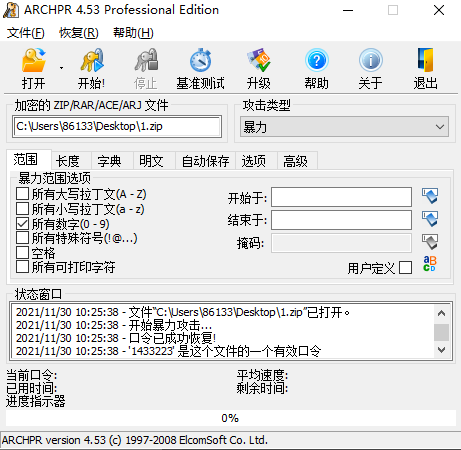 ARCHPR 4.53 Professional Edition
文件(F) 恢复(R) 帮助(H)
打开 开始! 停止 基准测试 升级 帮助 关于 退出
加密的 ZIP/RAR/ACE/ARJ 文件 攻击类型
C:\Users\86133\Desktop\1.zip 暴力
范围 长度 字典 明文 自动保存 选项 高级
暴力范围选项
所有大写拉丁文(A - Z) 开始于:
所有小写拉丁文(a - z)
所有数字(0 - 9) 结束于:
所有特殊符号(!@...) 掩码:
空格
所有可打印字符 用户定义
aBCD
状态窗口
2021/11/30 10:25:38 - 文件“C:\Users\86133\Desktop\1.zip”已打开。
2021/11/30 10:25:38 - 开始暴力攻击...
2021/11/30 10:25:38 - 口令已成功恢复!
2021/11/30 10:25:38 - '1433223' 是这个文件的一个有效口令
当前口令: 平均速度:
已用时间: 剩余时间:
进度指示器
0%
ARCHPR version 4.53 (c) 1997-2008 ElcomSoft Co. Ltd.